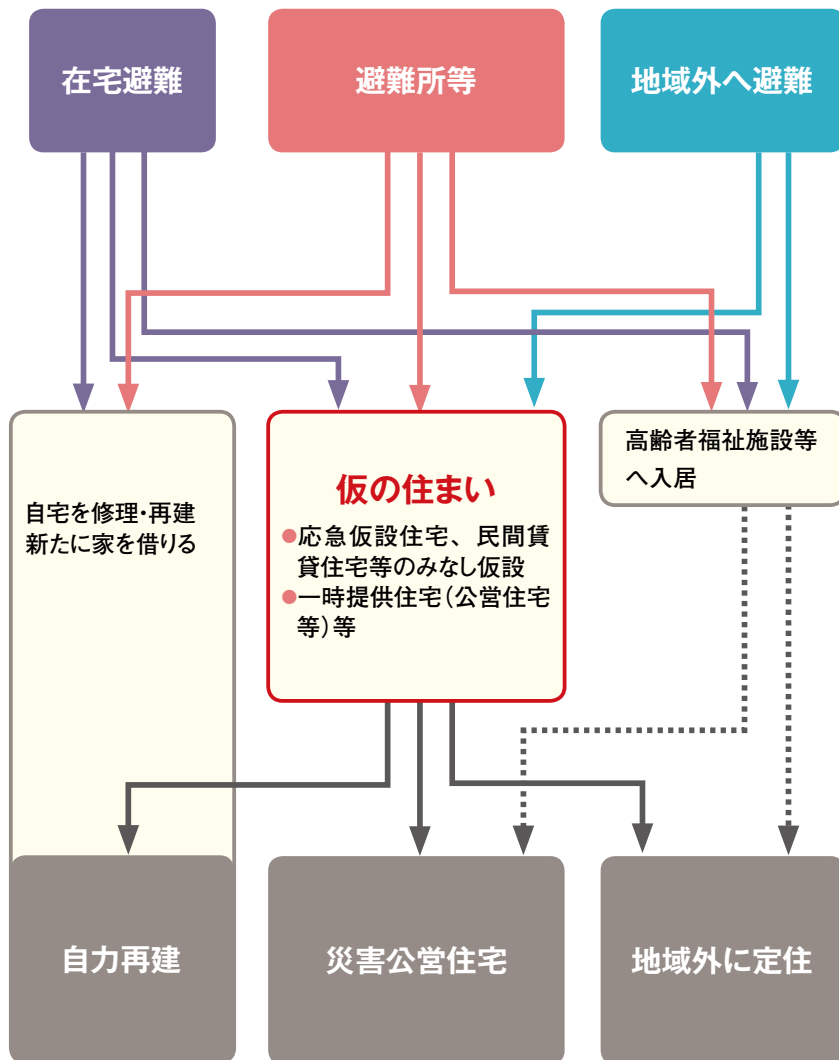 在宅避難
避難所等
地域外へ避難
自宅を修理・再建
新たに家を借りる
仮の住まい
●応急仮設住宅、民間賃
貸住宅等のみなし仮設
●一時提供住宅(公営住宅
等)等
高齢者福祉施設等
へ入居
自力再建
災害公営住宅
地域外に定住